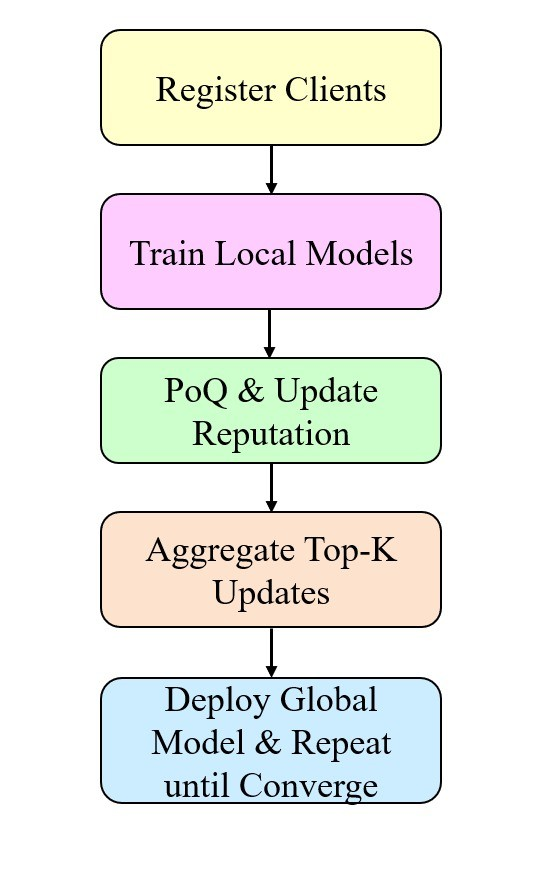 Register Clients
Train Local Models
PoQ & Update
Reputation
Aggregate Top-K
Updates
Deploy Global
Model & Repeat
until Converge